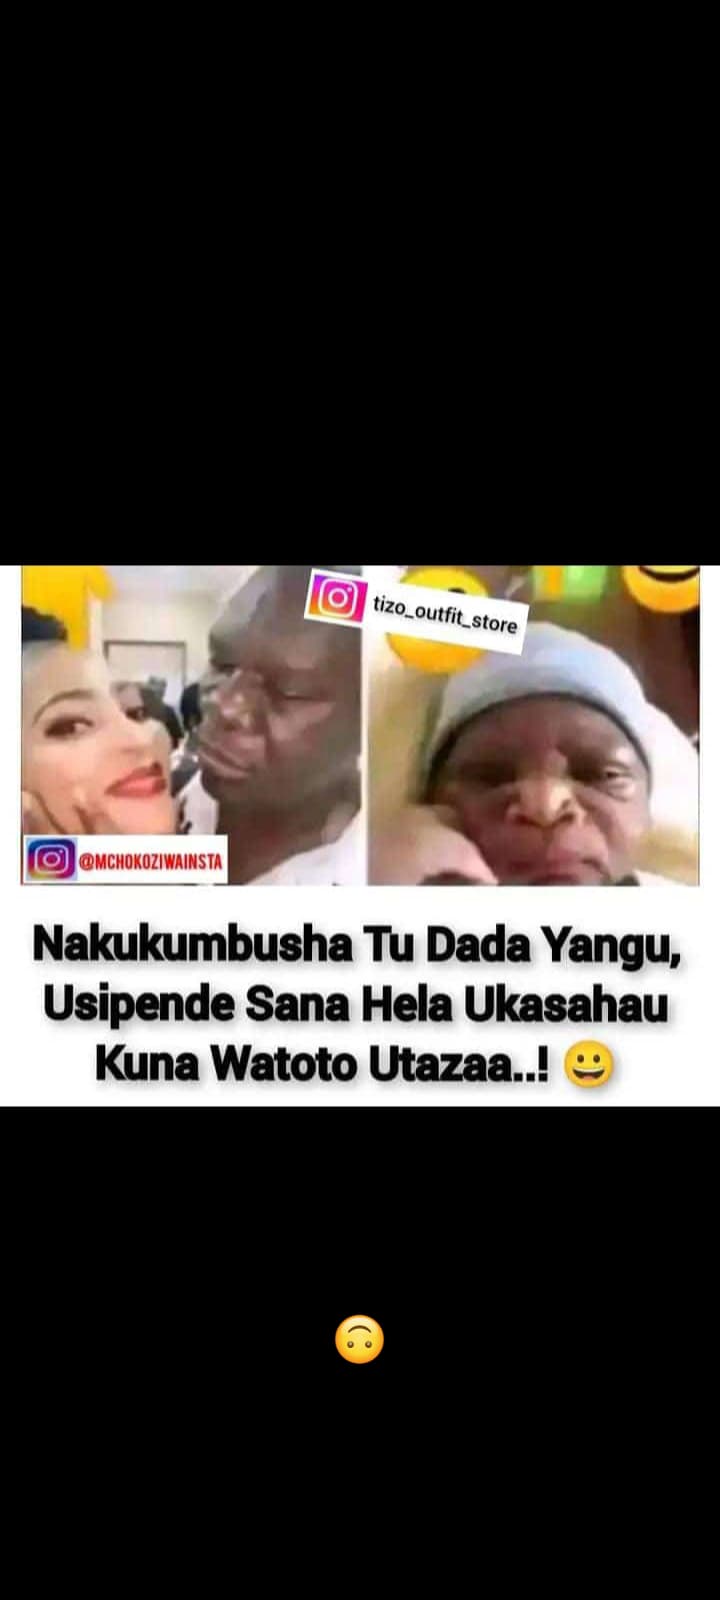 tizo_outfit_store
@MCHOKOZIWAINSTA
Nakukumbusha Tu Dada Yangu,
Usipende Sana Hela Ukasahau
Kuna Watoto Utazaa..! 😀
🙃